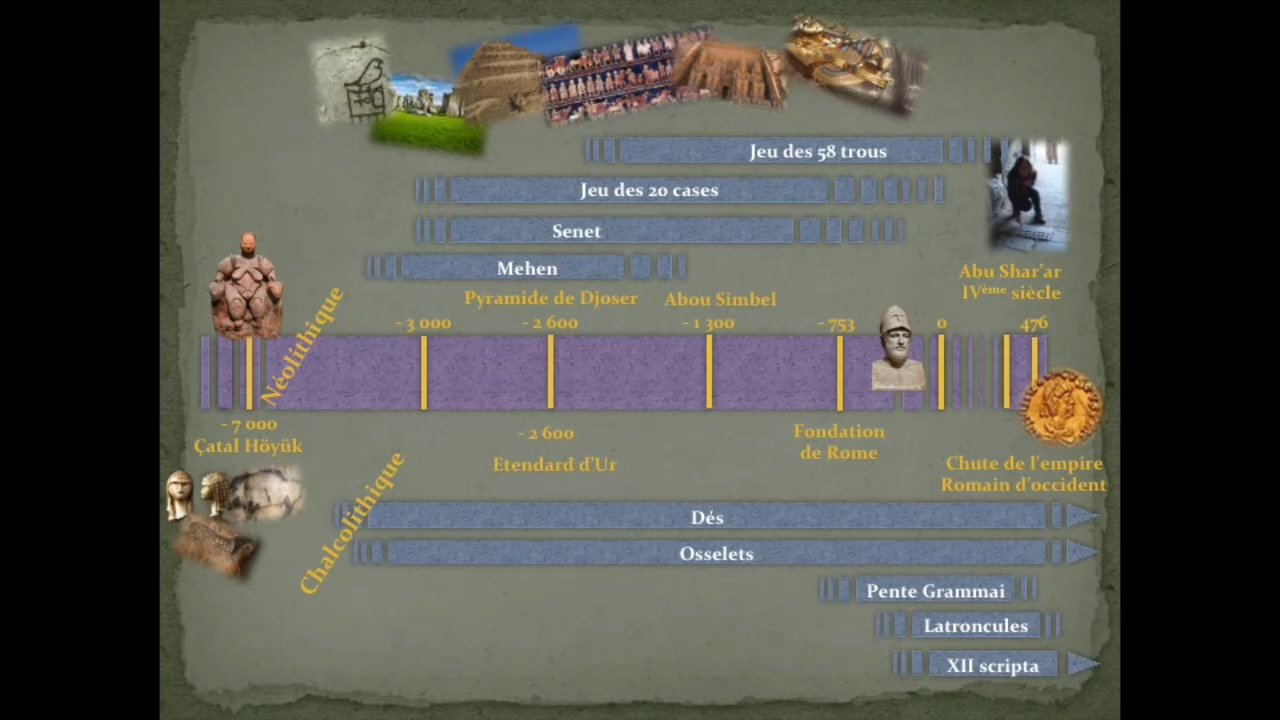 Jeu des 58 trous
Jeu des 20 cases
Senet
Mehen
Abu Shar'ar
IVème siècle
Pyramide de Djoser
Abou Simbel
Néolithique
- 3 000
- 2 600
- 1 300
- 753
0
476
- 7 000
Çatal Höyük
- 2 600
Etendard d'Ur
Fondation
de Rome
Chute de l'empire
Romain d'occident
Chalcolithique
Dés
Osselets
Pente Grammai
Latroncules
XII scripta